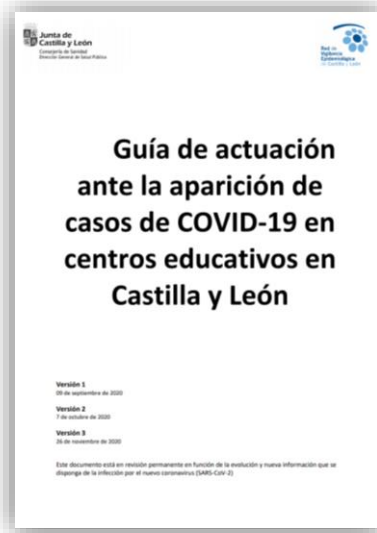 Junta de
Castilla y León
Consejería de Sanidad
Dirección General de Salud Pública
Red de
Vigilancia
Epidemiológica
de Castilla y León
Guía de actuación
ante la aparición de
casos de COVID-19 en
centros educativos en
Castilla y León
Versión 1
09 de septiembre de 2020
Versión 2
7 de octubre de 2020
Versión 3
26 de noviembre de 2020
Este documento está en revisión permanente en función de la evolución y nueva información que se
disponga de la infección por el nuevo coronavirus (SARS-CoV-2)